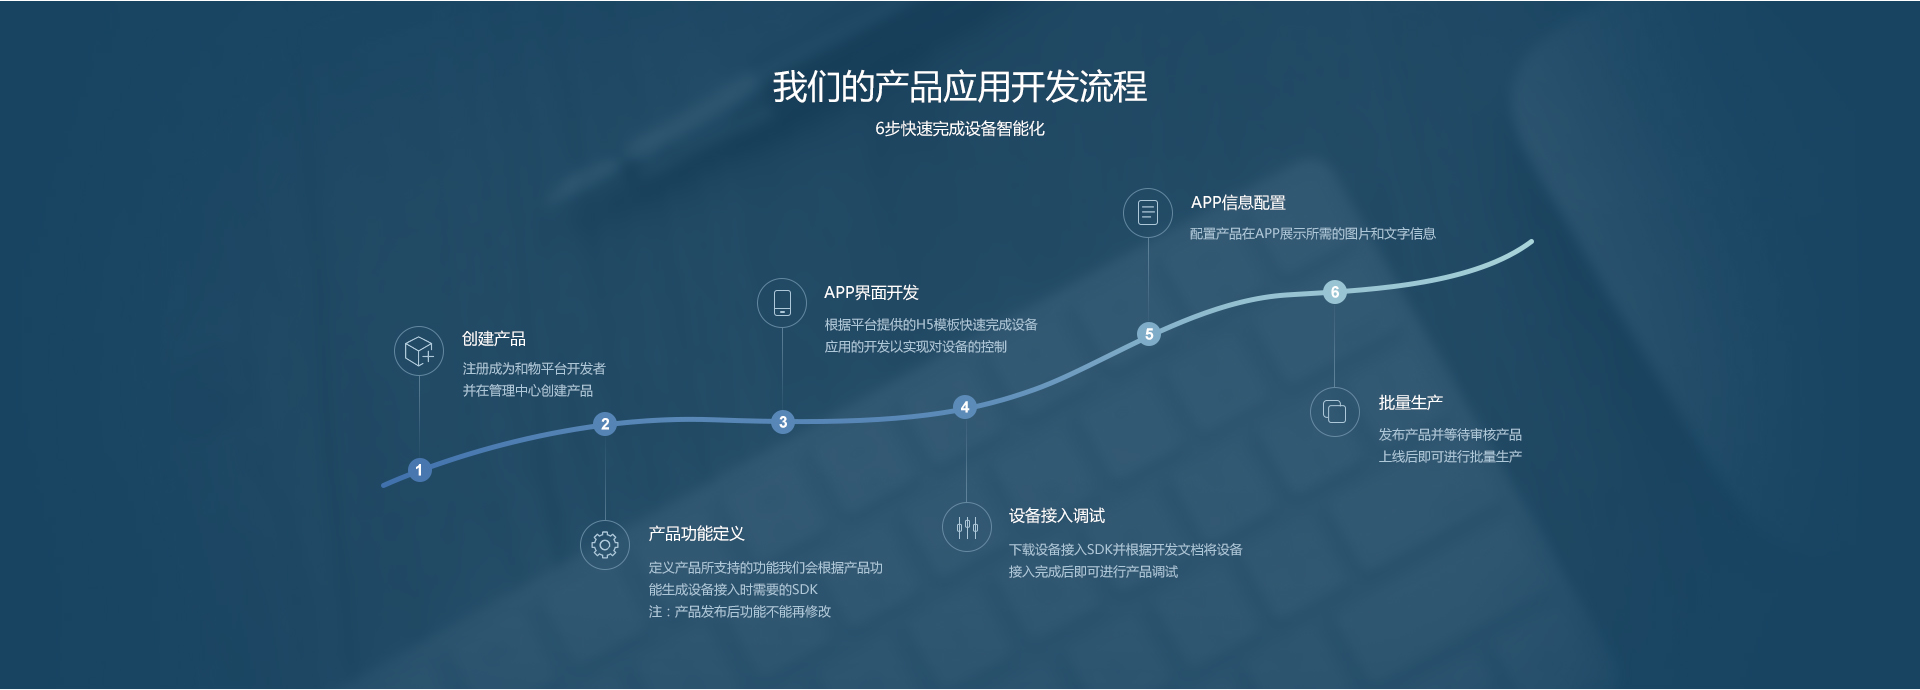 我们的产品应用开发流程
6步快速完成设备智能化
1
创建产品
注册成为和物平台开发者
并在管理中心创建产品
2
产品功能定义
定义产品所支持的功能我们会根据产品功
能生成设备接入时需要的SDK
注：产品发布后功能不能再修改
3
APP界面开发
根据平台提供的H5模板快速完成设备
应用的开发以实现对设备的控制
4
设备接入调试
下载设备接入SDK并根据开发文档将设备
接入完成后即可进行产品调试
5
APP信息配置
配置产品在APP展示所需的图片和文字信息
6
批量生产
发布产品并等待审核产品
上线后即可进行批量生产